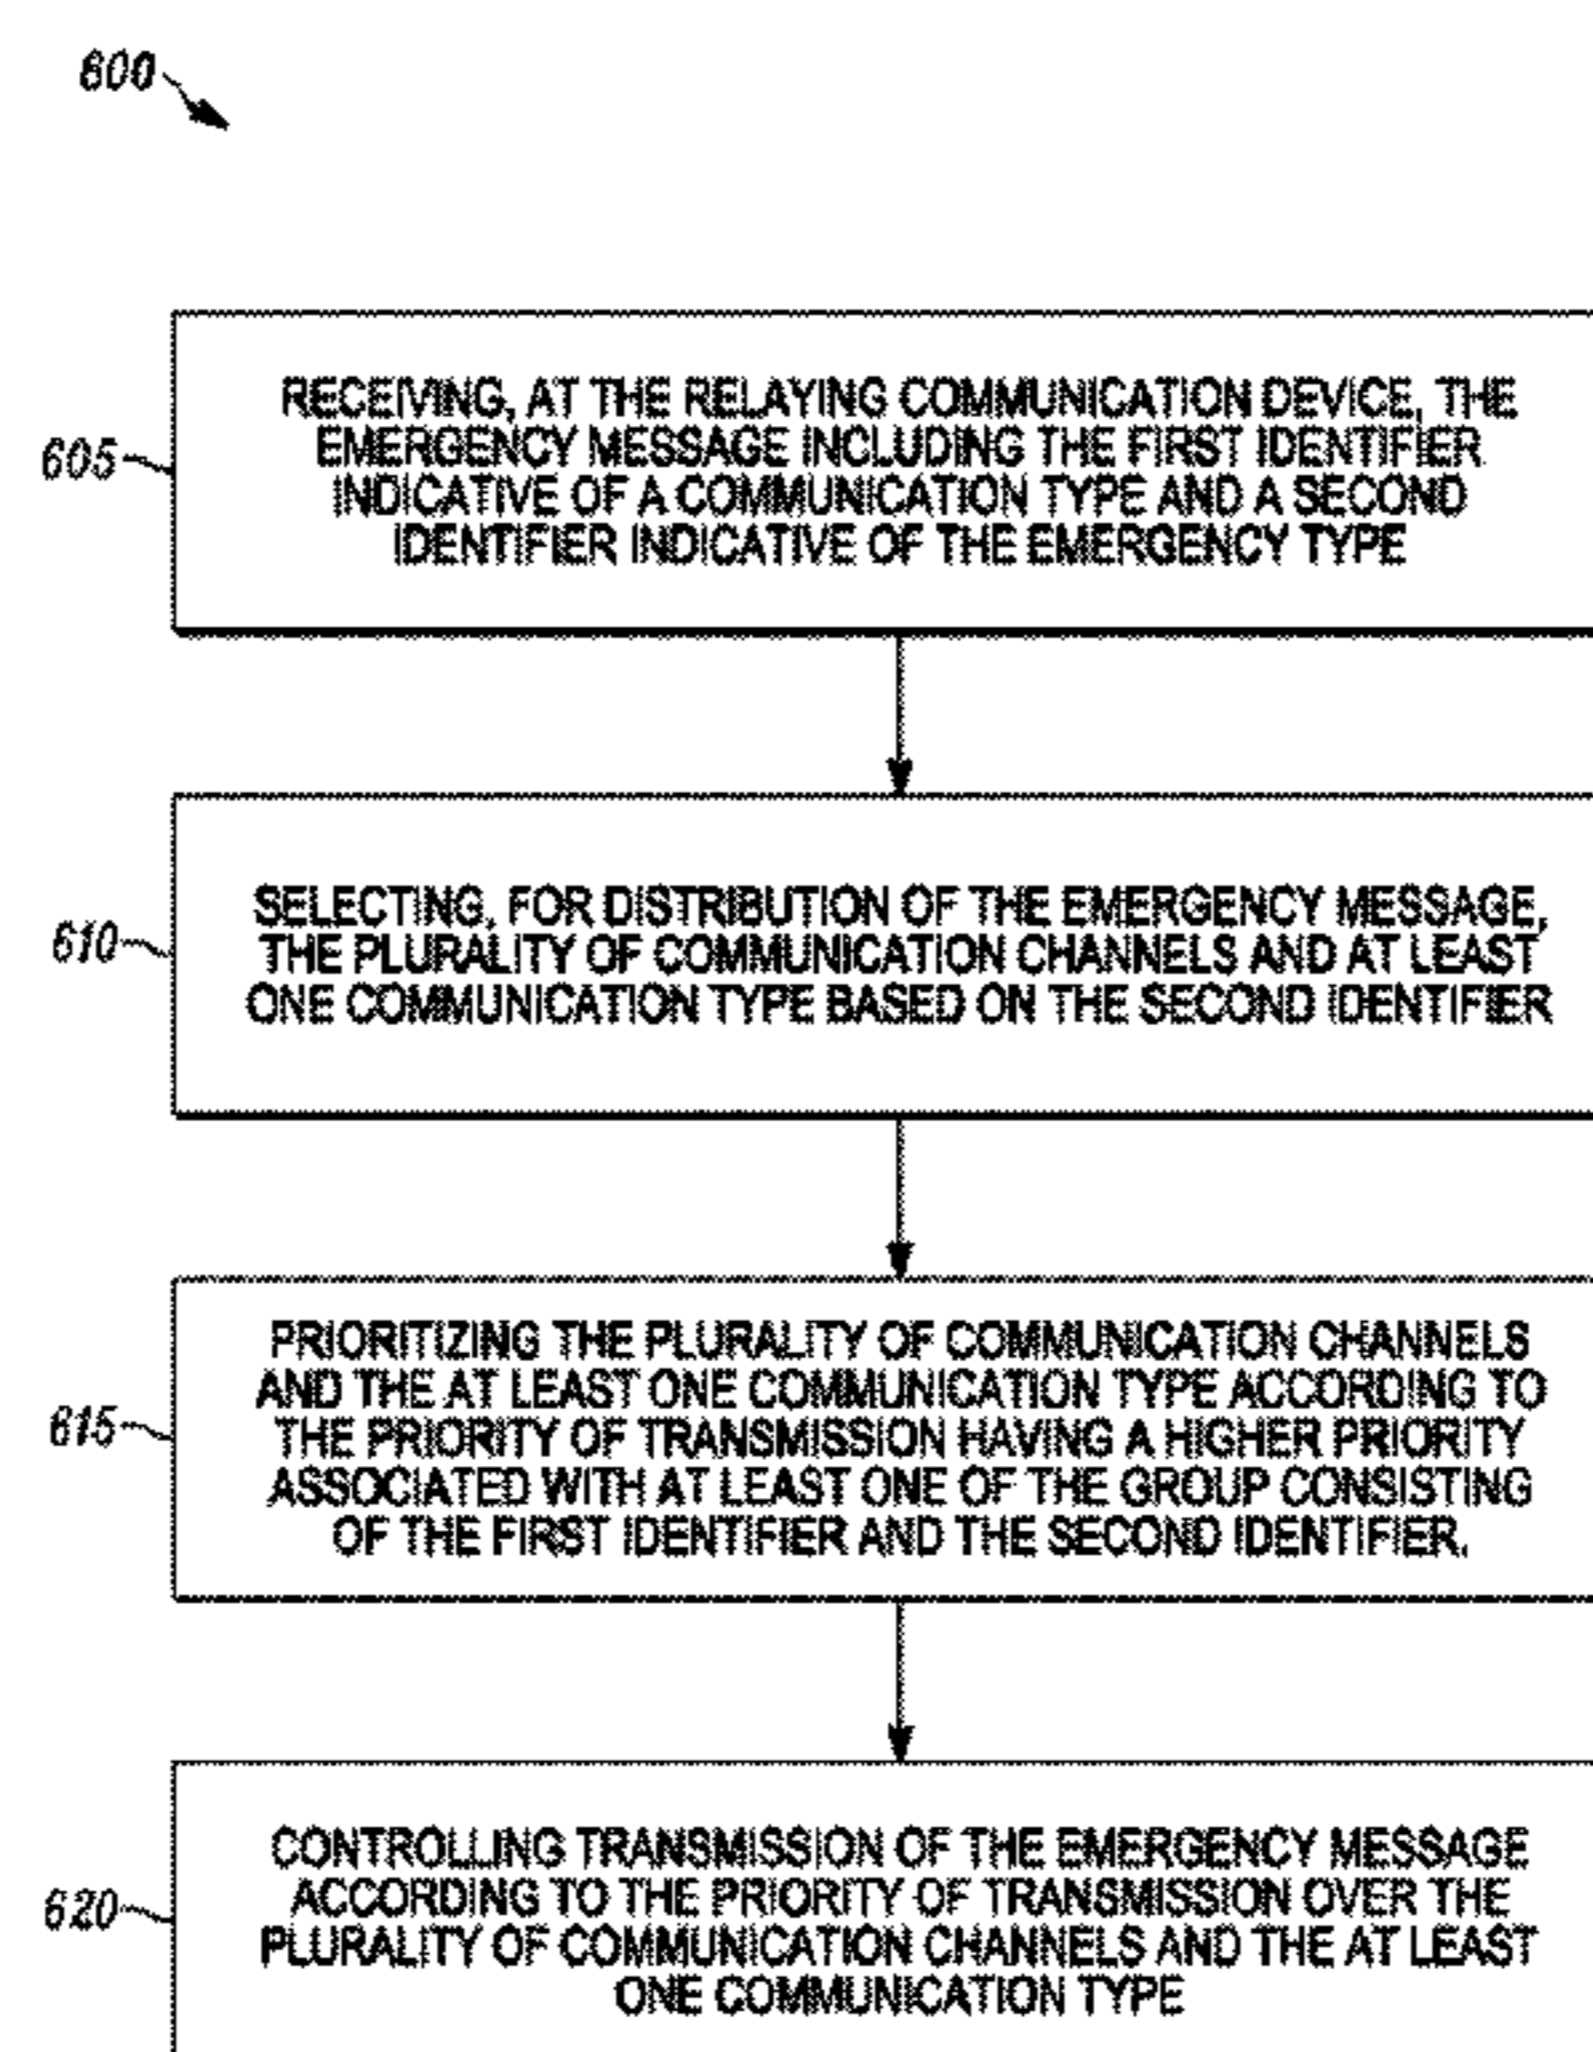 600
605
RECEIVING, AT THE RELAYING COMMUNICATION DEVICE, THE
EMERGENCY MESSAGE INCLUDING THE FIRST IDENTIFIER
INDICATIVE OF A COMMUNICATION TYPE AND A SECOND
IDENTIFIER INDICATIVE OF THE EMERGENCY TYPE
610
SELECTING, FOR DISTRIBUTION OF THE EMERGENCY MESSAGE,
THE PLURALITY OF COMMUNICATION CHANNELS AND AT LEAST
ONE COMMUNICATION TYPE BASED ON THE SECOND IDENTIFIER
615
PRIORITIZING THE PLURALITY OF COMMUNICATION CHANNELS
AND THE AT LEAST ONE COMMUNICATION TYPE ACCORDING TO
THE PRIORITY OF TRANSMISSION HAVING A HIGHER PRIORITY
ASSOCIATED WITH AT LEAST ONE OF THE GROUP CONSISTING
OF THE FIRST IDENTIFIER AND THE SECOND IDENTIFIER.
620
CONTROLLING TRANSMISSION OF THE EMERGENCY MESSAGE
ACCORDING TO THE PRIORITY OF TRANSMISSION OVER THE
PLURALITY OF COMMUNICATION CHANNELS AND THE AT LEAST
ONE COMMUNICATION TYPE